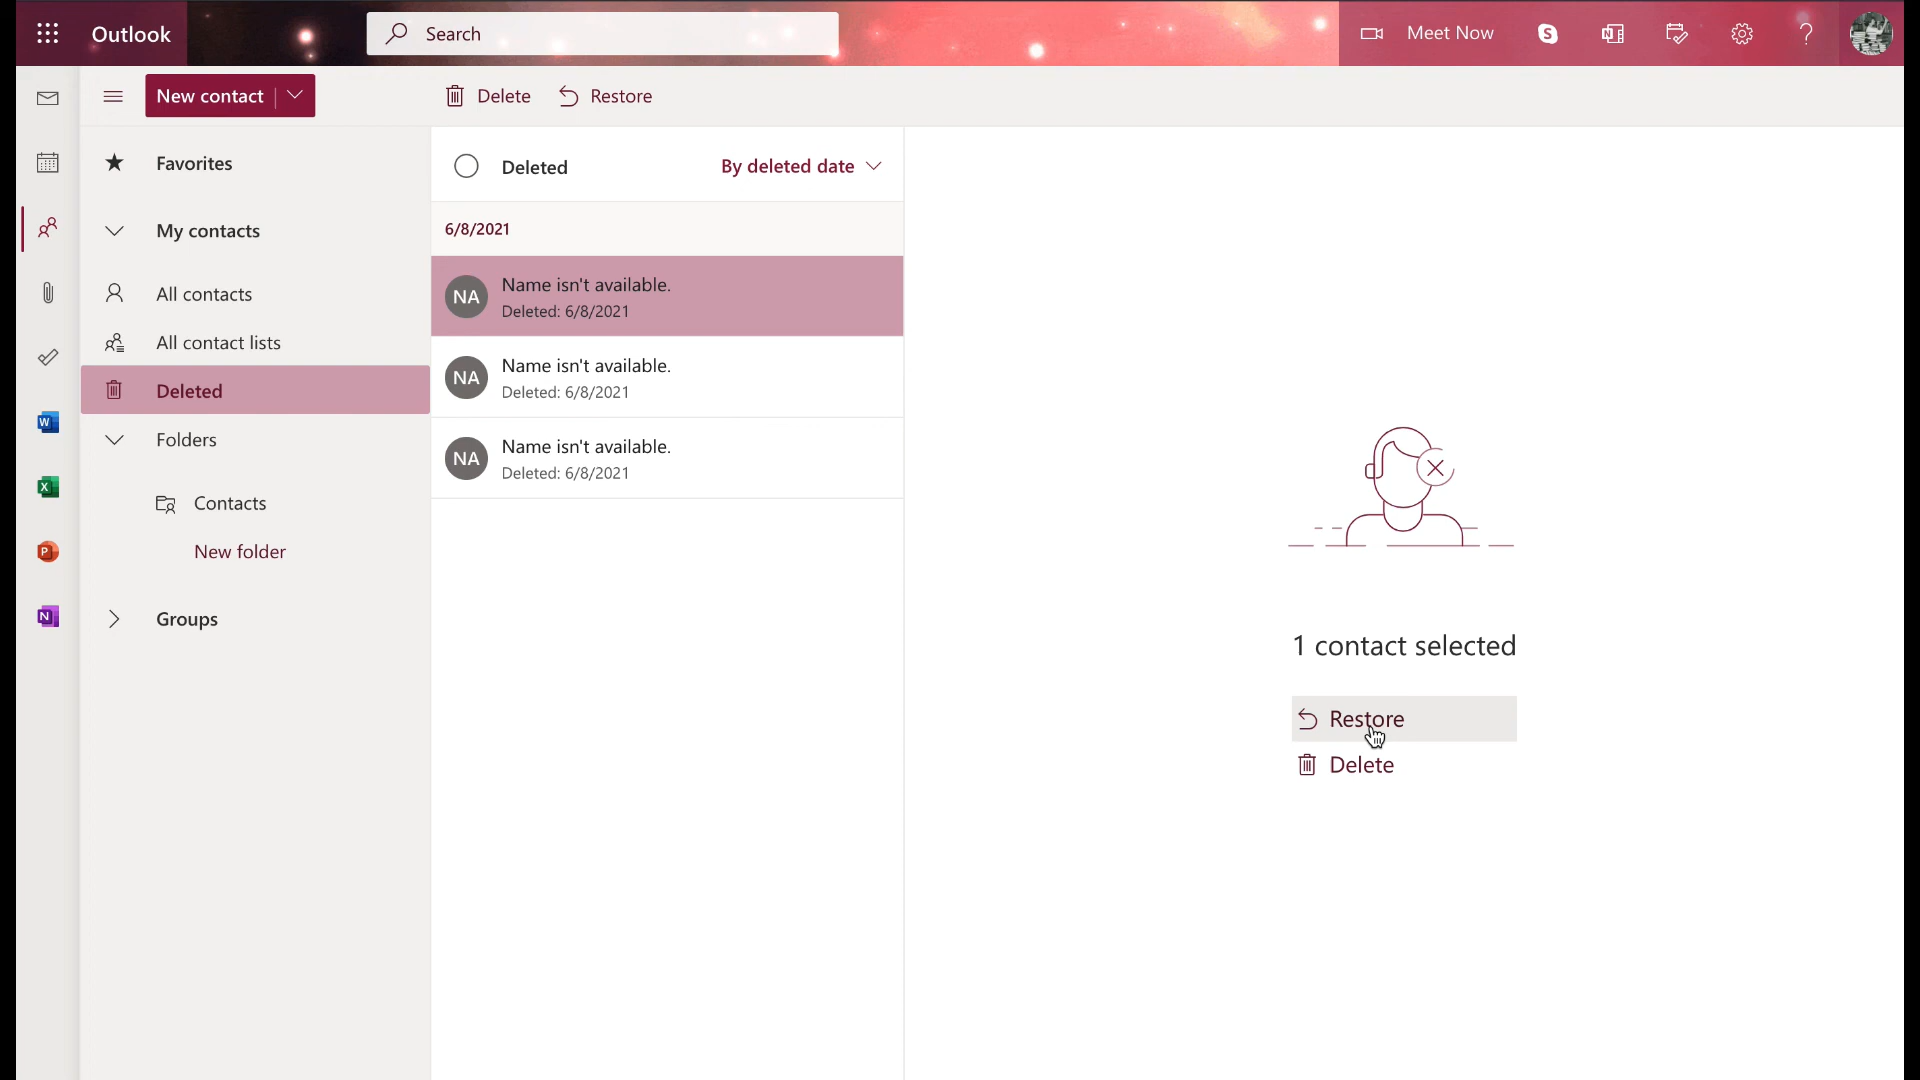 Outlook
Search
Meet Now
New contact
Delete
Restore
Favorites
My contacts
All contacts
All contact lists
Deleted
Folders
Contacts
New folder
Groups
Deleted
By deleted date
6/8/2021
NA
Name isn't available.
Deleted: 6/8/2021
NA
Name isn't available.
Deleted: 6/8/2021
NA
Name isn't available.
Deleted: 6/8/2021
1 contact selected
Restore
Delete